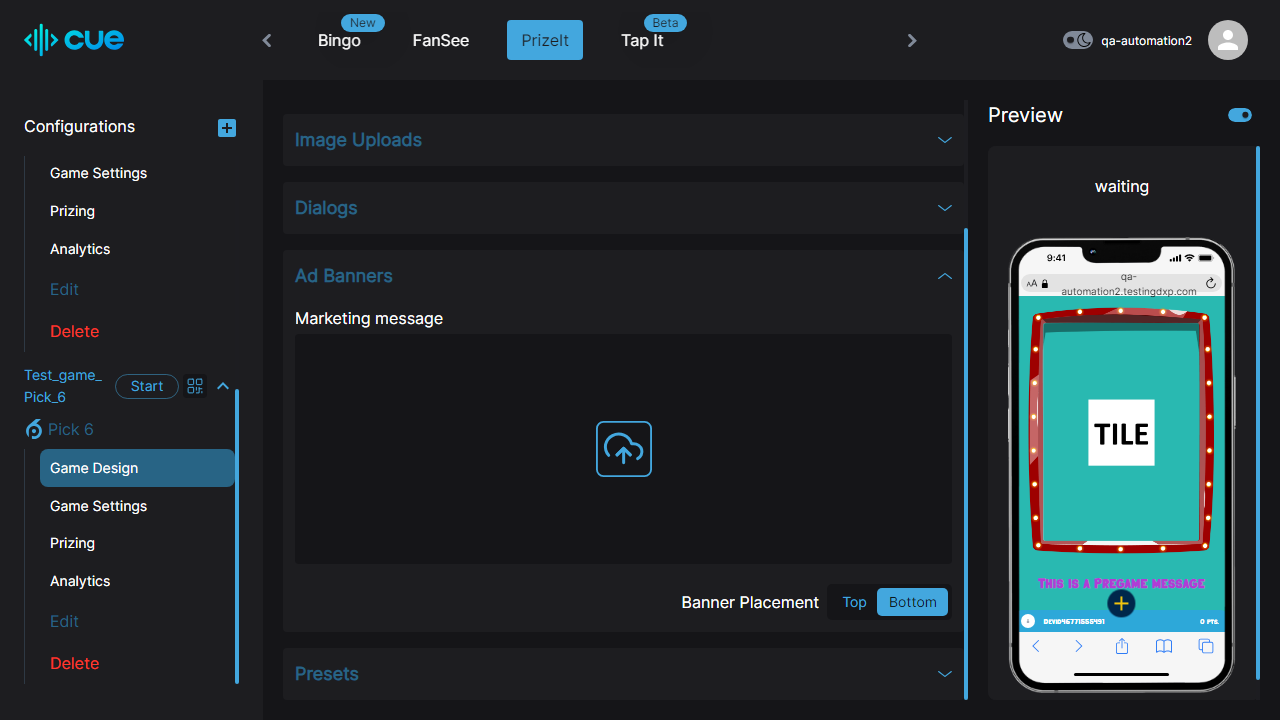 cue
Bingo
New
FanSee
PrizeIt
Tap It
Beta
qa-automation2
Configurations
Game Settings
Prizing
Analytics
Edit
Delete
Test_game_
Pick_6
Start
Pick 6
Game Design
Game Settings
Prizing
Analytics
Edit
Delete
Image Uploads
Dialogs
Ad Banners
Marketing message
Banner Placement
Top
Bottom
Presets
Preview
waiting
9:41
AA
qa-
automation2.testingdxp.com
TILE
This is a Pregame message
0 PTS.